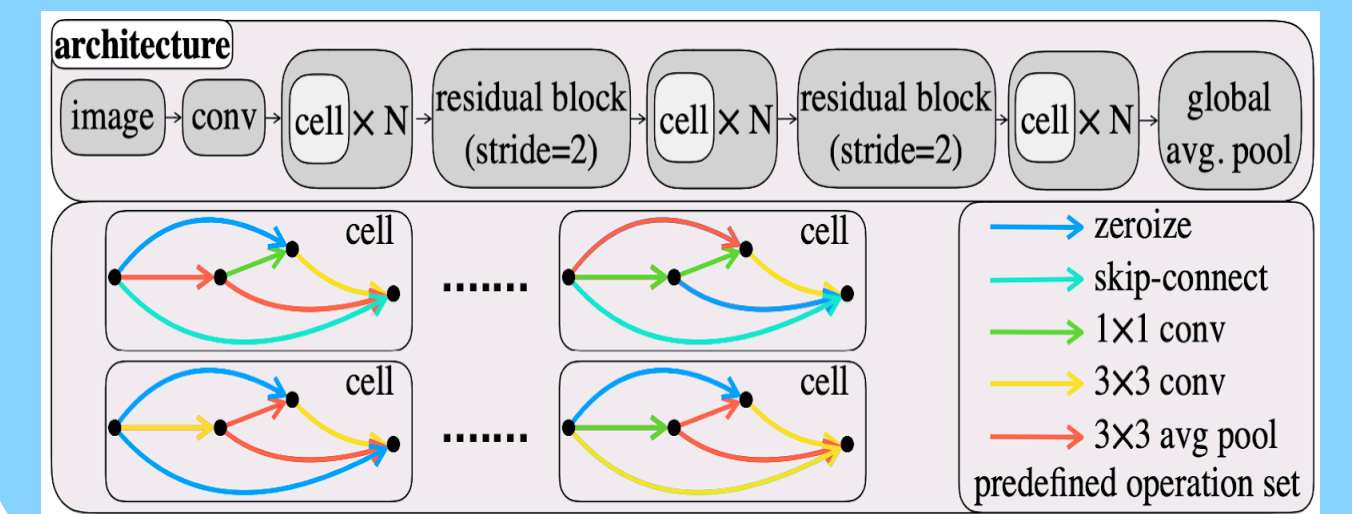 architecture
image
conv
cell × N
residual block
(stride=2)
cell × N
residual block
(stride=2)
cell × N
global
avg. pool
cell
.......
cell
cell
.......
cell
zeroize
skip-connect
1×1 conv
3×3 conv
3×3 avg pool
predefined operation set